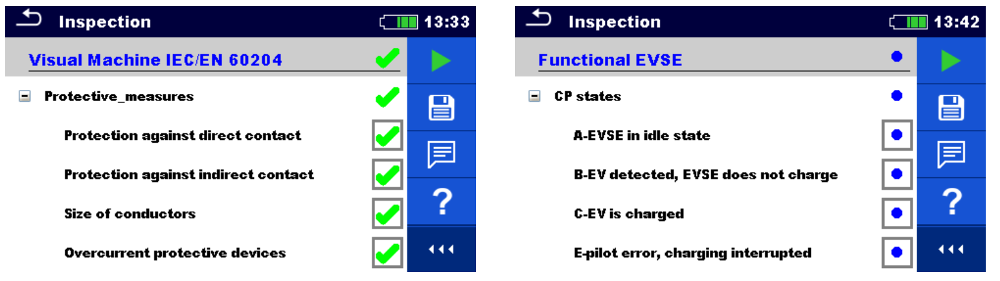 Inspection 13:33
Visual Machine IEC/EN 60204
Protective_measures
Protection against direct contact
Protection against indirect contact
Size of conductors
Overcurrent protective devices
?
Inspection 13:42
Functional EVSE
CP states
A-EVSE in idle state
B-EV detected, EVSE does not charge
C-EV is charged
E-pilot error, charging interrupted
?